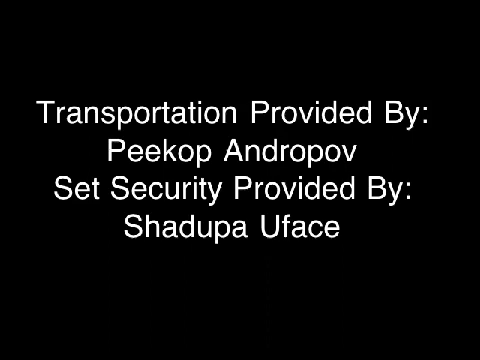 Transportation Provided By:
Peekop Andropov
Set Security Provided By:
Shadupa Uface